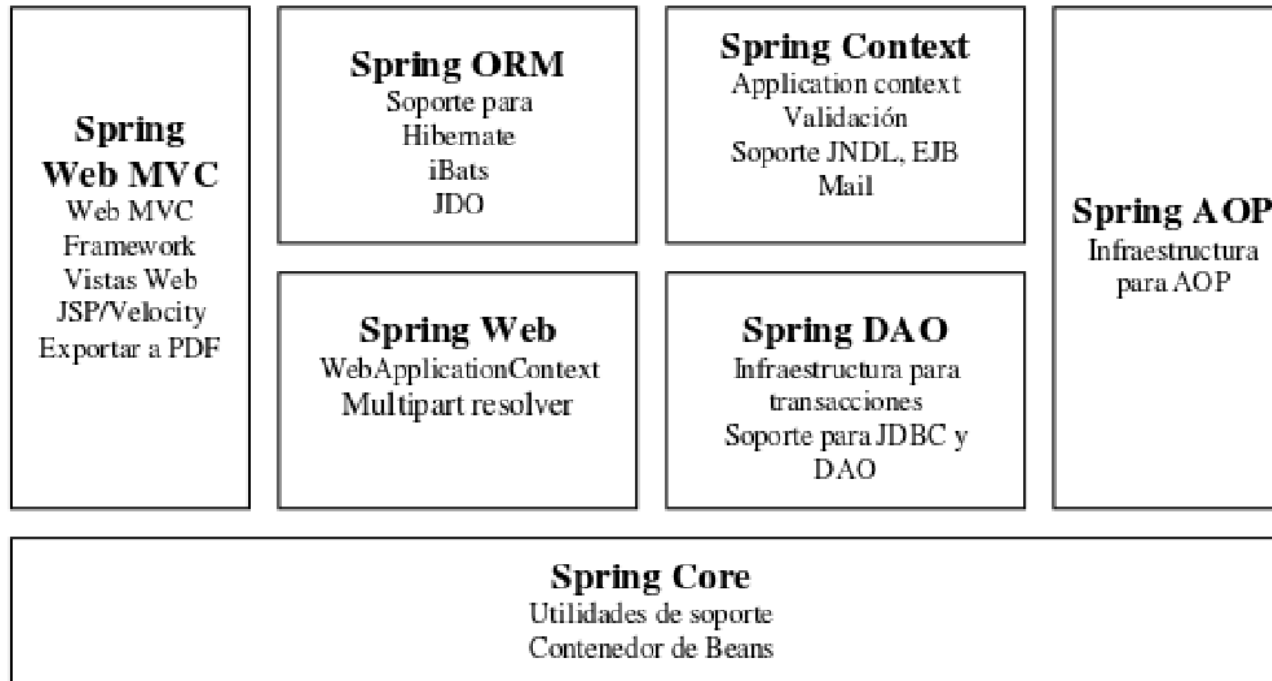 Spring
Web MVC
Web MVC
Framework
Vistas Web
JSP/Velocity
Exportar a PDF
Spring ORM
Soporte para
Hibernate
iBats
JDO
Spring Context
Application context
Validación
Soporte JNDL, EJB
Mail
Spring Web
WebApplicationContext
Multipart resolver
Spring DAO
Infraestructura para
transacciones
Soporte para JDBC y
DAO
Spring AOP
Infraestructura
para AOP
Spring Core
Utilidades de soporte
Contenedor de Beans